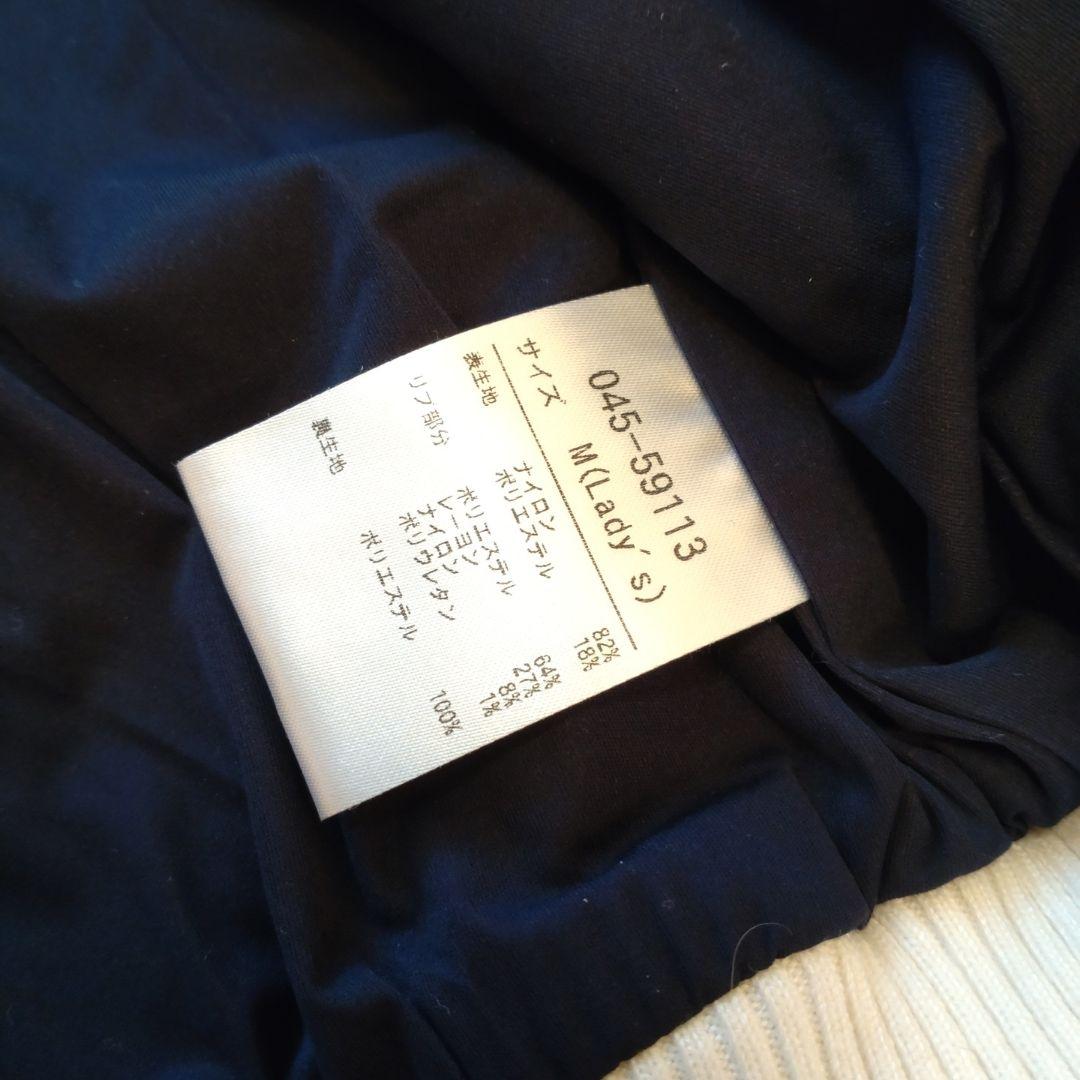 045-59113
サイズ M(Lady's)
表生地 ナイロン 82%
ポリエステル 18%
リブ部分 ポリエステル 64%
レーヨン 27%
ナイロン 8%
ポリウレタン 1%
裏生地 ポリエステル 100%